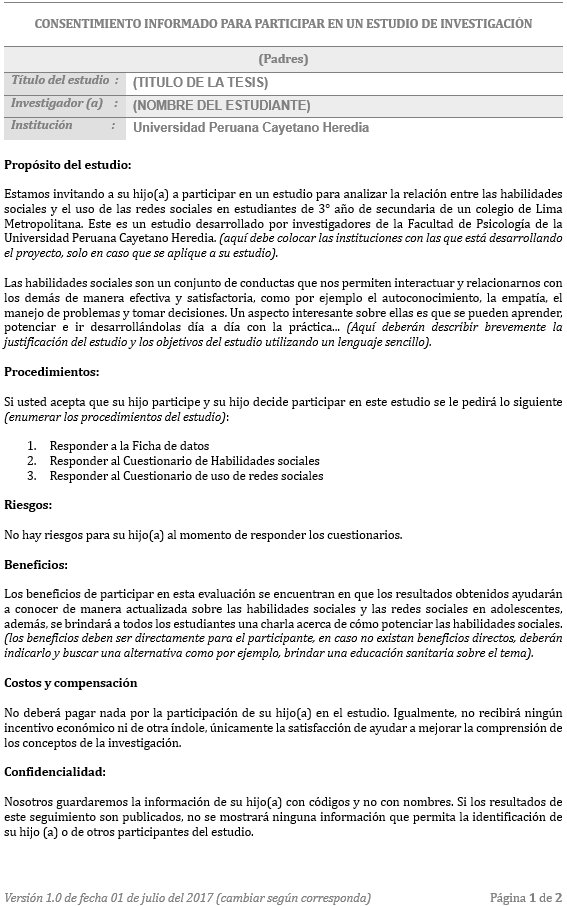 CONSENTIMIENTO INFORMADO PARA PARTICIPAR EN UN ESTUDIO DE INVESTIGACIÓN
(Padres)
Título del estudio : (TITULO DE LA TESIS)
Investigador (a) : (NOMBRE DEL ESTUDIANTE)
Institución : Universidad Peruana Cayetano Heredia
Propósito del estudio:
Estamos invitando a su hijo(a) a participar en un estudio para analizar la relación entre las habilidades
sociales y el uso de las redes sociales en estudiantes de 3° año de secundaria de un colegio de Lima
Metropolitana. Este es un estudio desarrollado por investigadores de la Facultad de Psicología de la
Universidad Peruana Cayetano Heredia. (aquí debe colocar las instituciones con las que está desarrollando
el proyecto, solo en caso que se aplique a su estudio).
Las habilidades sociales son un conjunto de conductas que nos permiten interactuar y relacionarnos con
los demás de manera efectiva y satisfactoria, como por ejemplo el autoconocimiento, la empatía, el
manejo de problemas y tomar decisiones. Un aspecto interesante sobre ellas es que se pueden aprender,
potenciar e ir desarrollándolas día a día con la práctica... (Aquí deberán describir brevemente la
justificación del estudio y los objetivos del estudio utilizando un lenguaje sencillo).
Procedimientos:
Si usted acepta que su hijo participe y su hijo decide participar en este estudio se le pedirá lo siguiente
(enumerar los procedimientos del estudio):
1. Responder a la Ficha de datos
2. Responder al Cuestionario de Habilidades sociales
3. Responder al Cuestionario de uso de redes sociales
Riesgos:
No hay riesgos para su hijo(a) al momento de responder los cuestionarios.
Beneficios:
Los beneficios de participar en esta evaluación se encuentran en que los resultados obtenidos ayudarán
a conocer de manera actualizada sobre las habilidades sociales y las redes sociales en adolescentes,
además, se brindará a todos los estudiantes una charla acerca de cómo potenciar las habilidades sociales.
(los beneficios deben ser directamente para el participante, en caso no existan beneficios directos, deberán
indicarlo y buscar una alternativa como por ejemplo, brindar una educación sanitaria sobre el tema).
Costos y compensación
No deberá pagar nada por la participación de su hijo(a) en el estudio. Igualmente, no recibirá ningún
incentivo económico ni de otra índole, únicamente la satisfacción de ayudar a mejorar la comprensión de
los conceptos de la investigación.
Confidencialidad:
Nosotros guardaremos la información de su hijo(a) con códigos y no con nombres. Si los resultados de
este seguimiento son publicados, no se mostrará ninguna información que permita la identificación de
su hijo (a) o de otros participantes del estudio.
Versión 1.0 de fecha 01 de julio del 2017 (cambiar según corresponda) Página 1 de 2